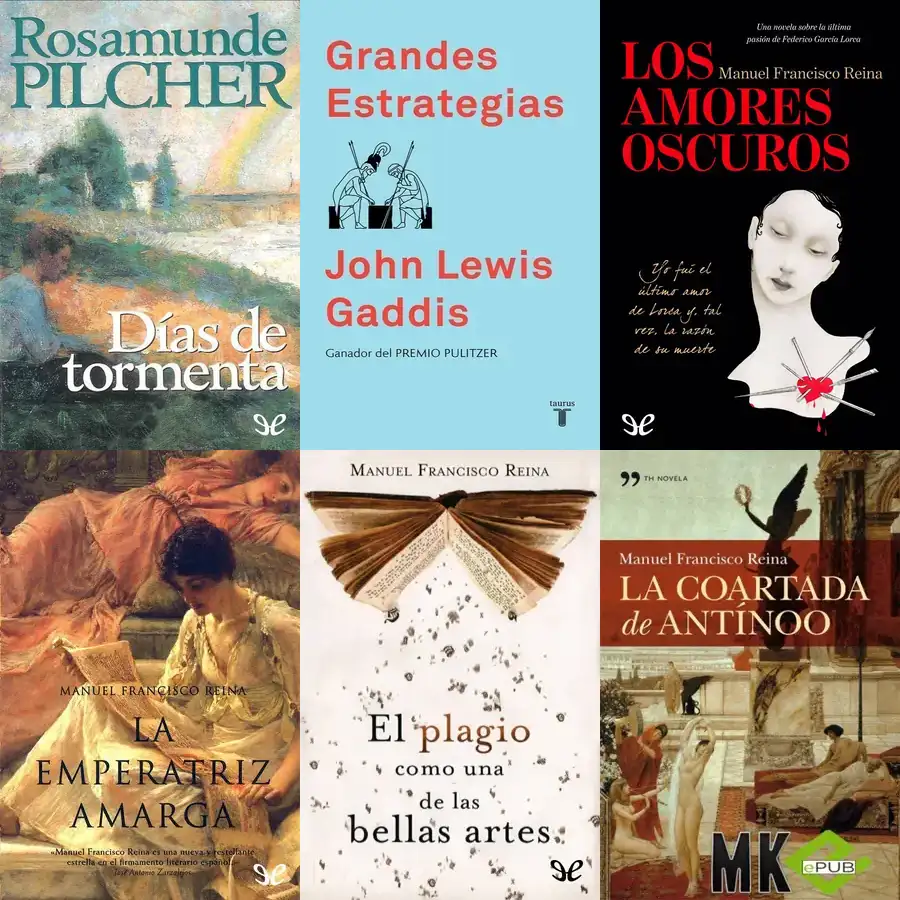 Rosamunde
PILCHER
Días de
tormenta
Grandes
Estrategias
John Lewis
Gaddis
Ganador del PREMIO PULITZER
taurus
T
Una novela sobre la última
pasión de Federico García Lorca
LOS
Manuel Francisco Reina
AMORES
OSCUROS
Yo fui el
último amor
de Lorca y, tal
vez, la razón
de su muerte
MANUEL FRANCISCO REINA
LA
EMPERATRIZ
AMARGA
«Manuel Francisco Reina es una nueva y restellante
estrella en el firmamento literario español»
José Antonio Zarzalejos
MANUEL FRANCISCO REINA
El plagio
como una
de las
bellas artes
TH NOVELA
Manuel Francisco Reina
LA COARTADA
de ANTÍNOO
MK
ePUB